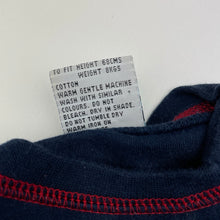 TO FIT HEIGHT 68CMS
WEIGHT 8KGS
COTTON
WARM GENTLE MACHINE
WASH WITH SIMILAR
COLOURS. DO NOT
BLEACH. DRY IN SHADE.
DO NOT TUMBLE DRY
WARM IRON ON